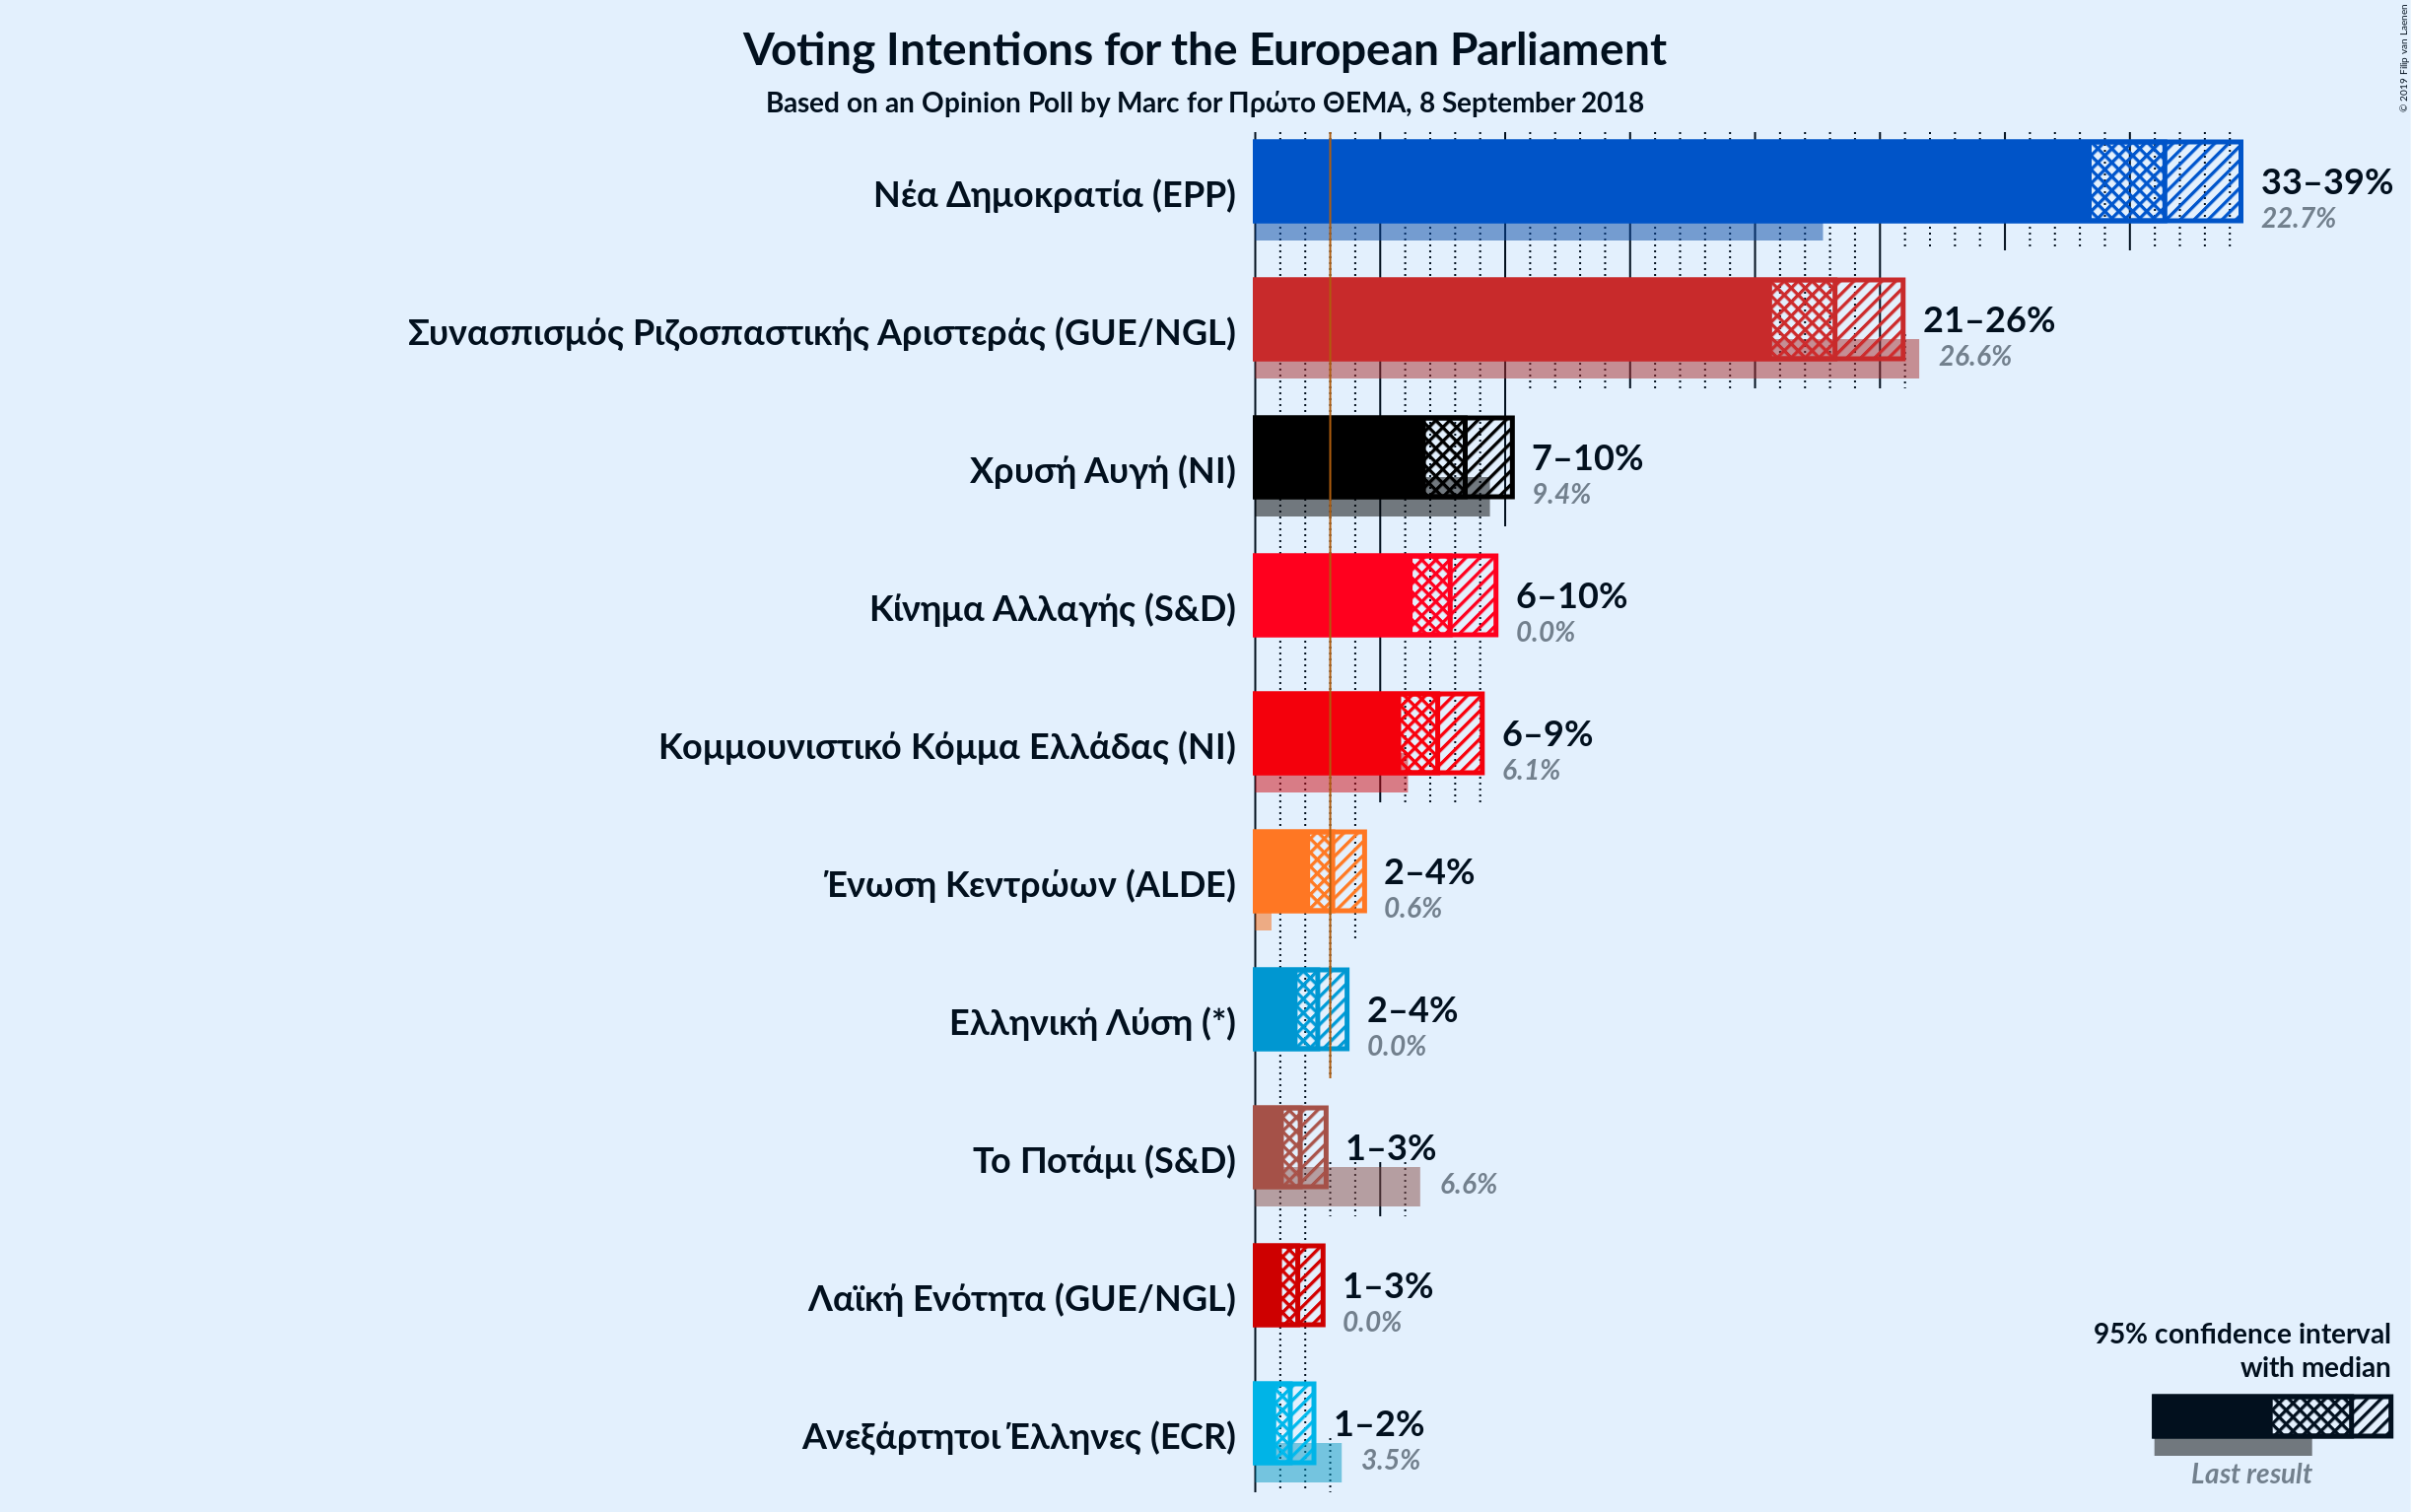 Voting Intentions for the European Parliament
Based on an Opinion Poll by Marc for Πρώτο ΘΕΜΑ, 8 September 2018
© 2019 Filip van Laenen
Νέα Δημοκρατία (EPP)
33–39%
22.7%
Συνασπισμός Ριζοσπαστικής Αριστεράς (GUE/NGL)
21–26%
26.6%
Χρυσή Αυγή (NI)
7–10%
9.4%
Κίνημα Αλλαγής (S&D)
6–10%
0.0%
Κομμουνιστικό Κόμμα Ελλάδας (NI)
6–9%
6.1%
Ένωση Κεντρώων (ALDE)
2–4%
0.6%
Ελληνική Λύση (*)
2–4%
0.0%
Το Ποτάμι (S&D)
1–3%
6.6%
Λαϊκή Ενότητα (GUE/NGL)
1–3%
0.0%
Ανεξάρτητοι Έλληνες (ECR)
1–2%
3.5%
95% confidence interval
with median
Last result